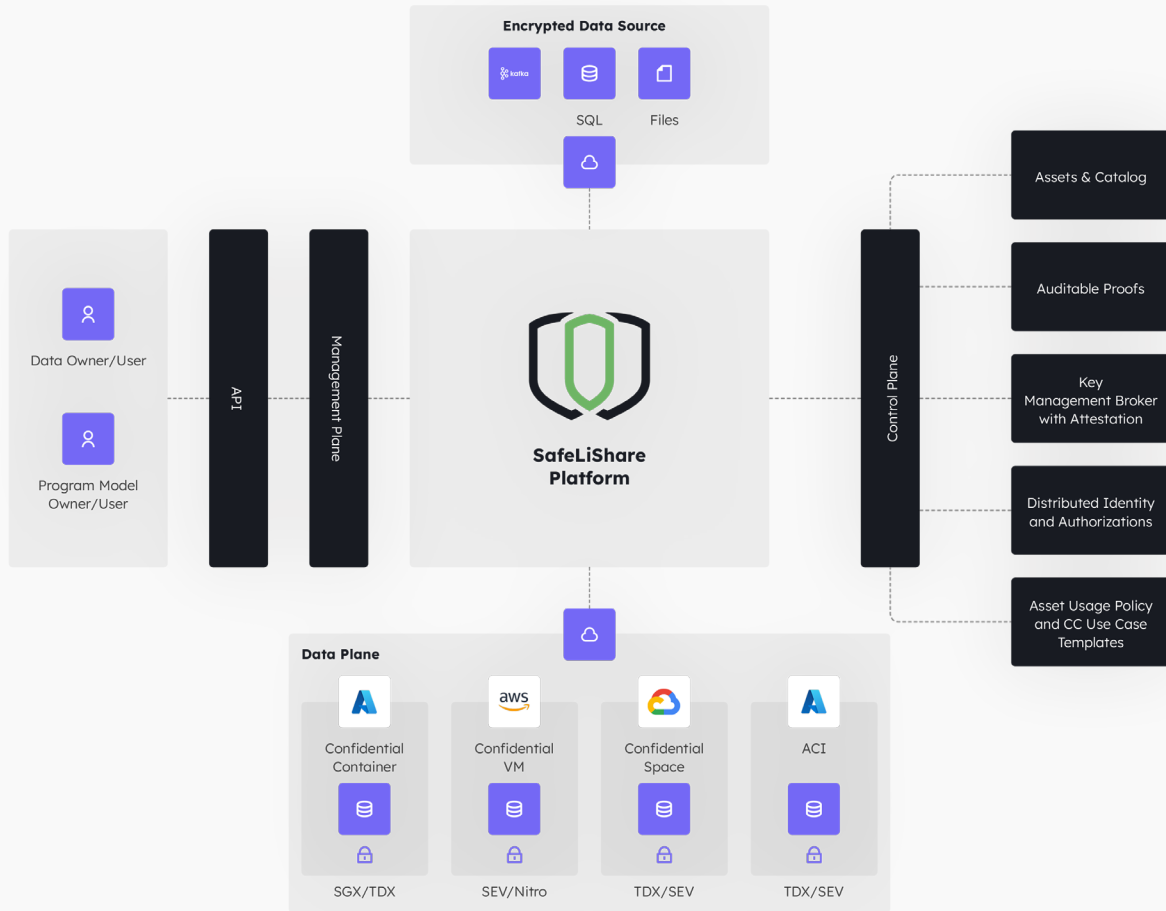 Encrypted Data Source
kafka
SQL
Files
Data Owner/User
Program Model
Owner/User
API
Management Plane
SafeLiShare
Platform
Control Plane
Assets & Catalog
Auditable Proofs
Key
Management Broker
with Attestation
Distributed Identity
and Authorizations
Asset Usage Policy
and CC Use Case
Templates
Data Plane
aws
Confidential
Container
Confidential
VM
Confidential
Space
ACI
SGX/TDX
SEV/Nitro
TDX/SEV
TDX/SEV